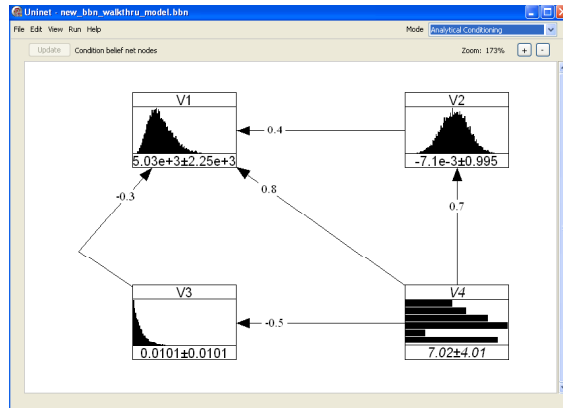 Uninet - new_bbn_walkthru_model.bbn
File Edit View Run Help
Mode Analytical Conditioning
Update Condition belief net nodes
Zoom: 173% + -
V1
V2
5.03e+3±2.25e+3
0.4
-7.1e-3±0.995
-0.3
0.8
0.7
V3
V4
-0.5
0.0101±0.0101
7.02±4.01